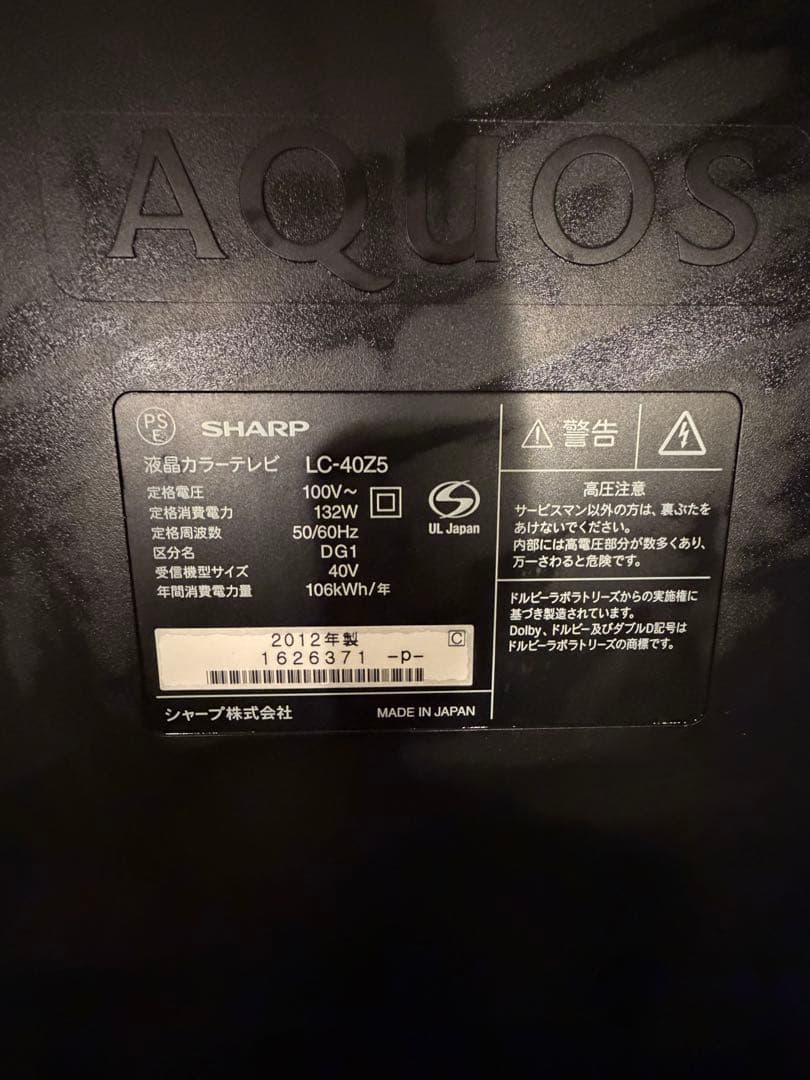 AQUOS
PS
E
SHARP
液晶カラーテレビ LC-40Z5
定格電圧 100V～
定格消費電力 132W
定格周波数 50/60Hz
区分名 DG1
受信機型サイズ 40V
年間消費電力量 106kWh/年
UL Japan
2012年製 C
1626371 -p-
シャープ株式会社 MADE IN JAPAN
警告
高圧注意
サービスマン以外の方は、裏ぶたを
あけないでください。
内部には高電圧部分が数多くあり、
万一さわると危険です。
ドルビーラボラトリーズからの実施権に
基づき製造されています。
Dolby、ドルビー及びダブルD記号は
ドルビーラボラトリーズの商標です。